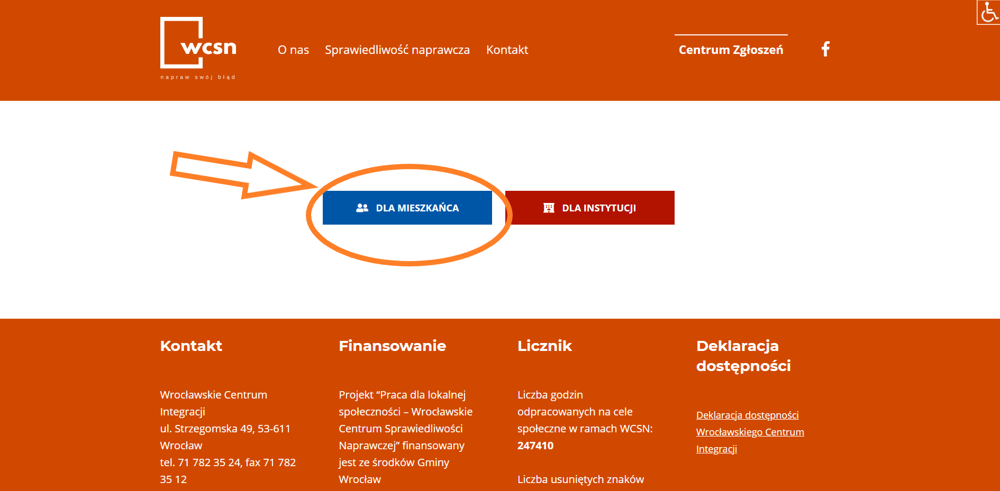 wcsn
napraw swój błąd
O nas
Sprawiedliwość naprawcza
Kontakt
Centrum Zgłoszeń
DLA MIESZKAŃCA
DLA INSTYTUCJI
Kontakt
Wrocławskie Centrum
Integracji
ul. Strzegomska 49, 53-611
Wrocław
tel. 71 782 35 24, fax 71 782
35 12
Finansowanie
Projekt “Praca dla lokalnej
społeczności – Wrocławskie
Centrum Sprawiedliwości
Naprawczej” finansowany
jest ze środków Gminy
Wrocław
Licznik
Liczba godzin
odpracowanych na cele
społeczne w ramach WCSN:
247410
Liczba usuniętych znaków
Deklaracja
dostępności
Deklaracja dostępności
Wrocławskiego Centrum
Integracji